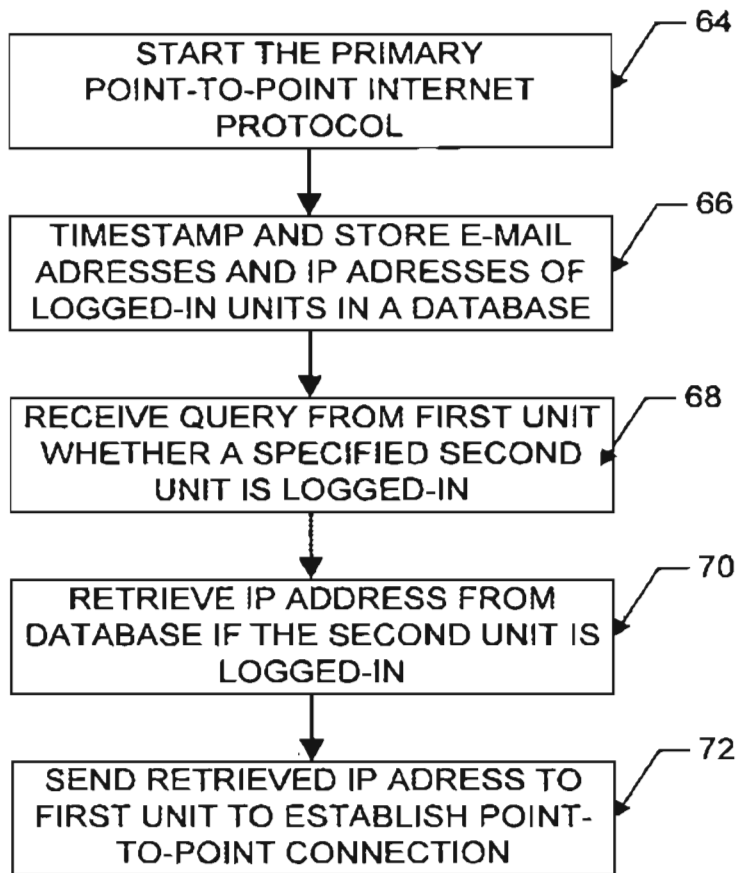 64
START THE PRIMARY
POINT-TO-POINT INTERNET
PROTOCOL
66
TIMESTAMP AND STORE E-MAIL
ADRESSES AND IP ADRESSES OF
LOGGED-IN UNITS IN A DATABASE
68
RECEIVE QUERY FROM FIRST UNIT
WHETHER A SPECIFIED SECOND
UNIT IS LOGGED-IN
70
RETRIEVE IP ADDRESS FROM
DATABASE IF THE SECOND UNIT IS
LOGGED-IN
72
SEND RETRIEVED IP ADRESS TO
FIRST UNIT TO ESTABLISH POINT-
TO-POINT CONNECTION